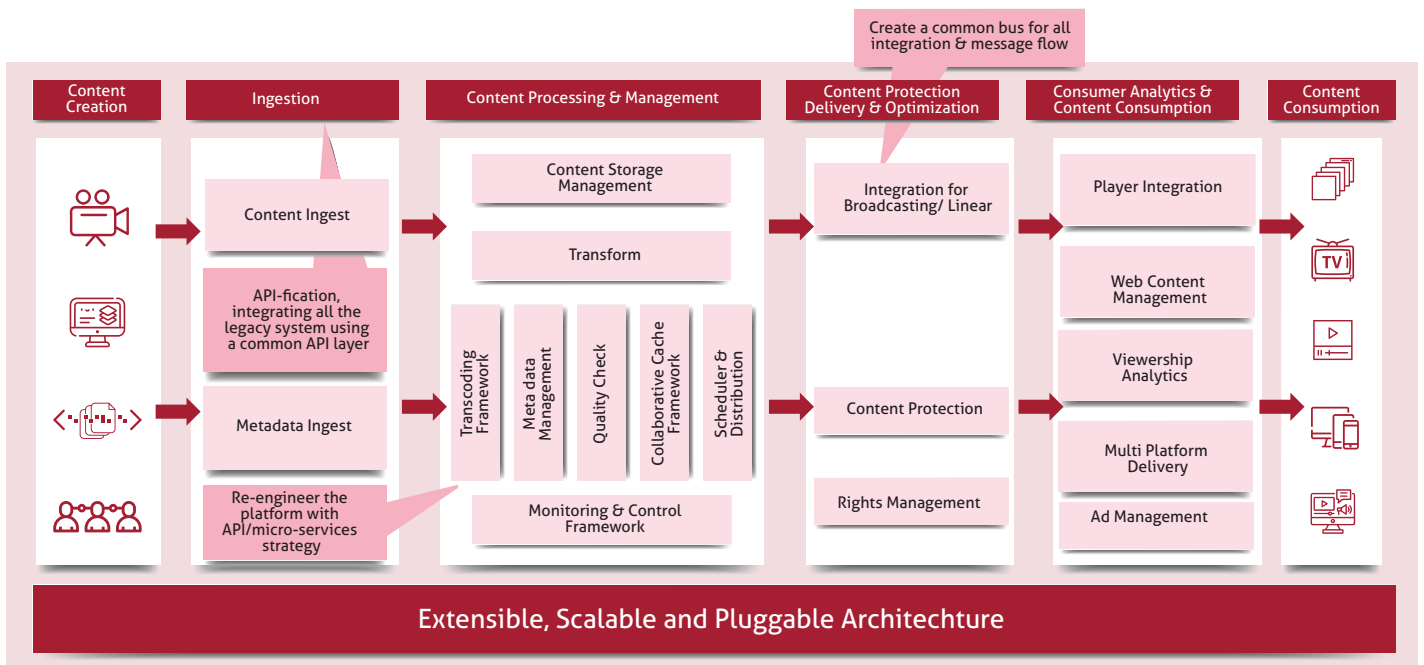 Create a common bus for all
integration & message flow
Content
Creation
Ingestion
Content Processing & Management
Content Protection
Delivery & Optimization
Consumer Analytics &
Content Consumption
Content
Consumption
Content Ingest
API-fication,
integrating all the
legacy system using
a common API layer
Metadata Ingest
Re-engineer the
platform with
API/micro-services
strategy
Content Storage
Management
Transform
Transcoding
Framework
Meta data
Management
Quality Check
Collaborative Cache
Framework
Scheduler &
Distribution
Monitoring & Control
Framework
Integration for
Broadcasting/ Linear
Content Protection
Rights Management
Player Integration
Web Content
Management
Viewership
Analytics
Multi Platform
Delivery
Ad Management
TV
Extensible, Scalable and Pluggable Architechture